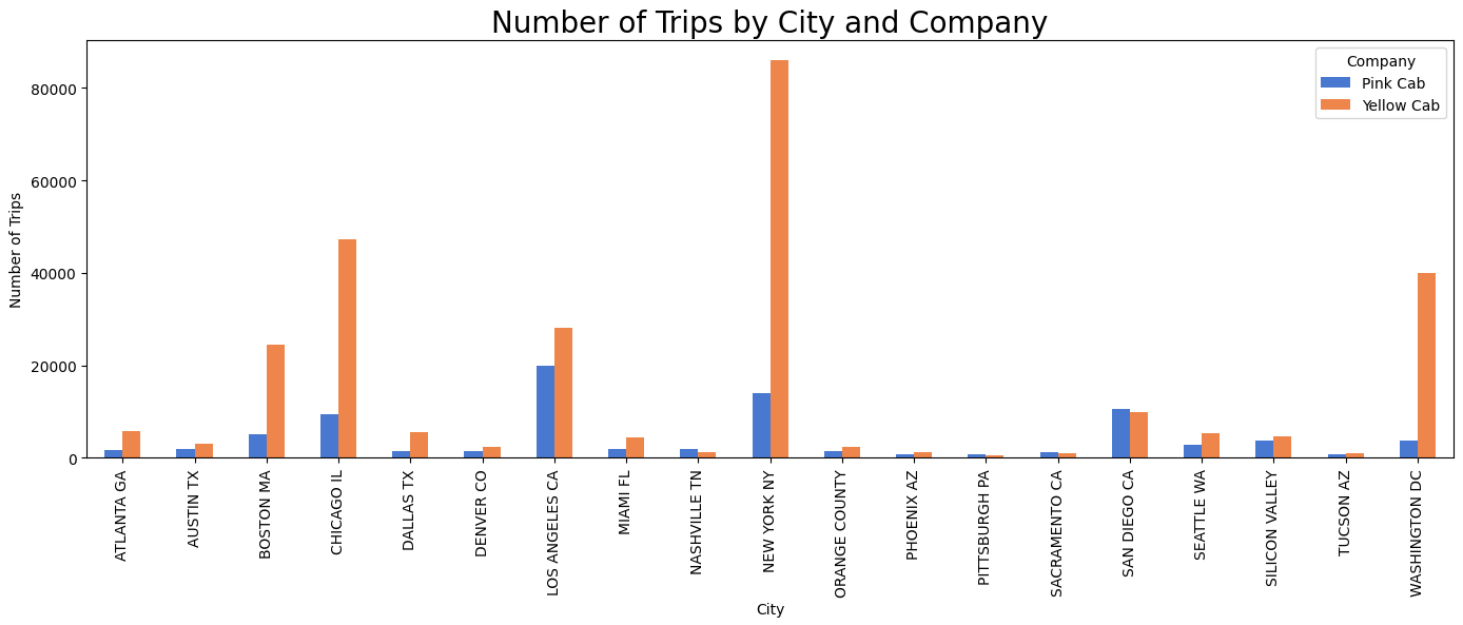 Number of Trips by City and Company
Company
Pink Cab
Yellow Cab
Number of Trips
80000
60000
40000
20000
0
ATLANTA GA
AUSTIN TX
BOSTON MA
CHICAGO IL
DALLAS TX
DENVER CO
LOS ANGELES CA
MIAMI FL
NASHVILLE TN
NEW YORK NY
ORANGE COUNTY
PHOENIX AZ
PITTSBURGH PA
SACRAMENTO CA
SAN DIEGO CA
SEATTLE WA
SILICON VALLEY
TUCSON AZ
WASHINGTON DC
City